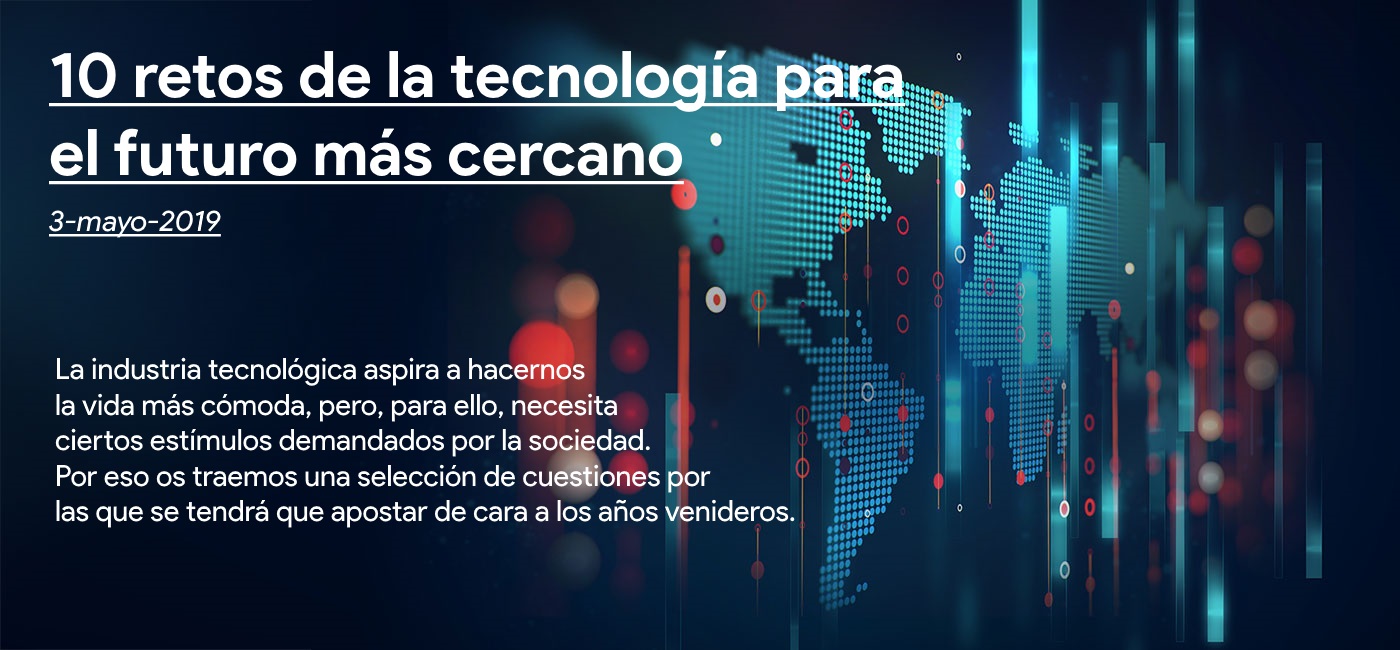 10 retos de la tecnología para
el futuro más cercano
3-mayo-2019
La industria tecnológica aspira a hacernos
la vida más cómoda, pero, para ello, necesita
ciertos estímulos demandados por la sociedad.
Por eso os traemos una selección de cuestiones por
las que se tendrá que apostar de cara a los años venideros.